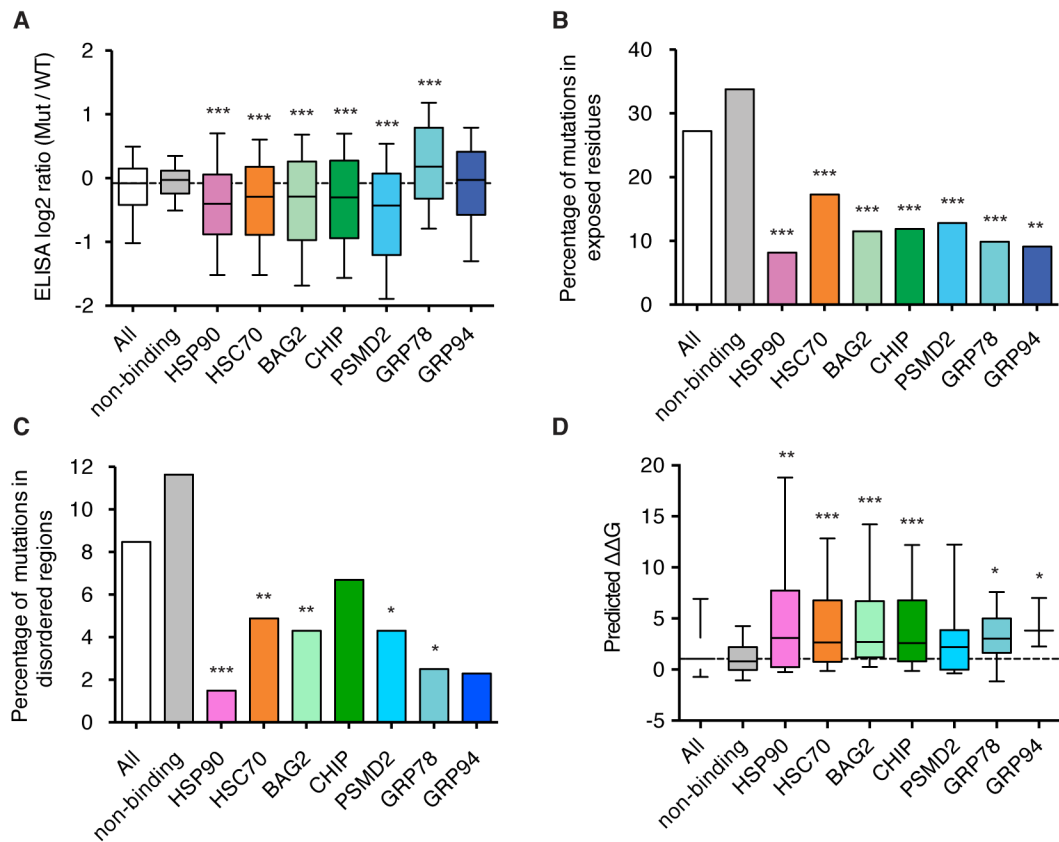 A
ELISA log2 ratio (Mut / WT)
2
1
0
-1
-2
*** *** *** *** *** ***
All non-binding HSP90 HSC70 BAG2 CHIP PSMD2 GRP78 GRP94
B
Percentage of mutations in
exposed residues
40
30
20
10
0
*** *** *** *** *** *** **
All non-binding HSP90 HSC70 BAG2 CHIP PSMD2 GRP78 GRP94
C
Percentage of mutations in
disordered regions
12
10
8
6
4
2
0
*** ** ** * *
All non-binding HSP90 HSC70 BAG2 CHIP PSMD2 GRP78 GRP94
D
Predicted ΔΔG
20
15
10
5
0
-5
** *** *** *** * *
All non-binding HSP90 HSC70 BAG2 CHIP PSMD2 GRP78 GRP94